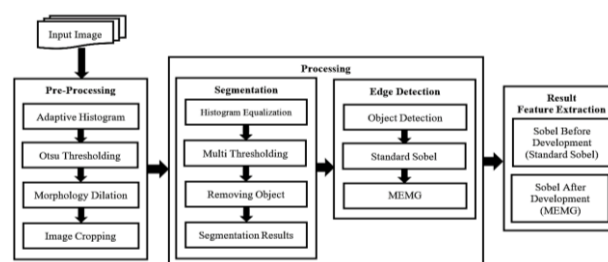 Input Image
Pre-Processing
Adaptive Histogram
Otsu Thresholding
Morphology Dilation
Image Cropping
Processing
Segmentation
Histogram Equalization
Multi Thresholding
Removing Object
Segmentation Results
Edge Detection
Object Detection
Standard Sobel
MEMG
Result
Feature Extraction
Sobel Before
Development
(Standard Sobel)
Sobel After
Development
(MEMG)